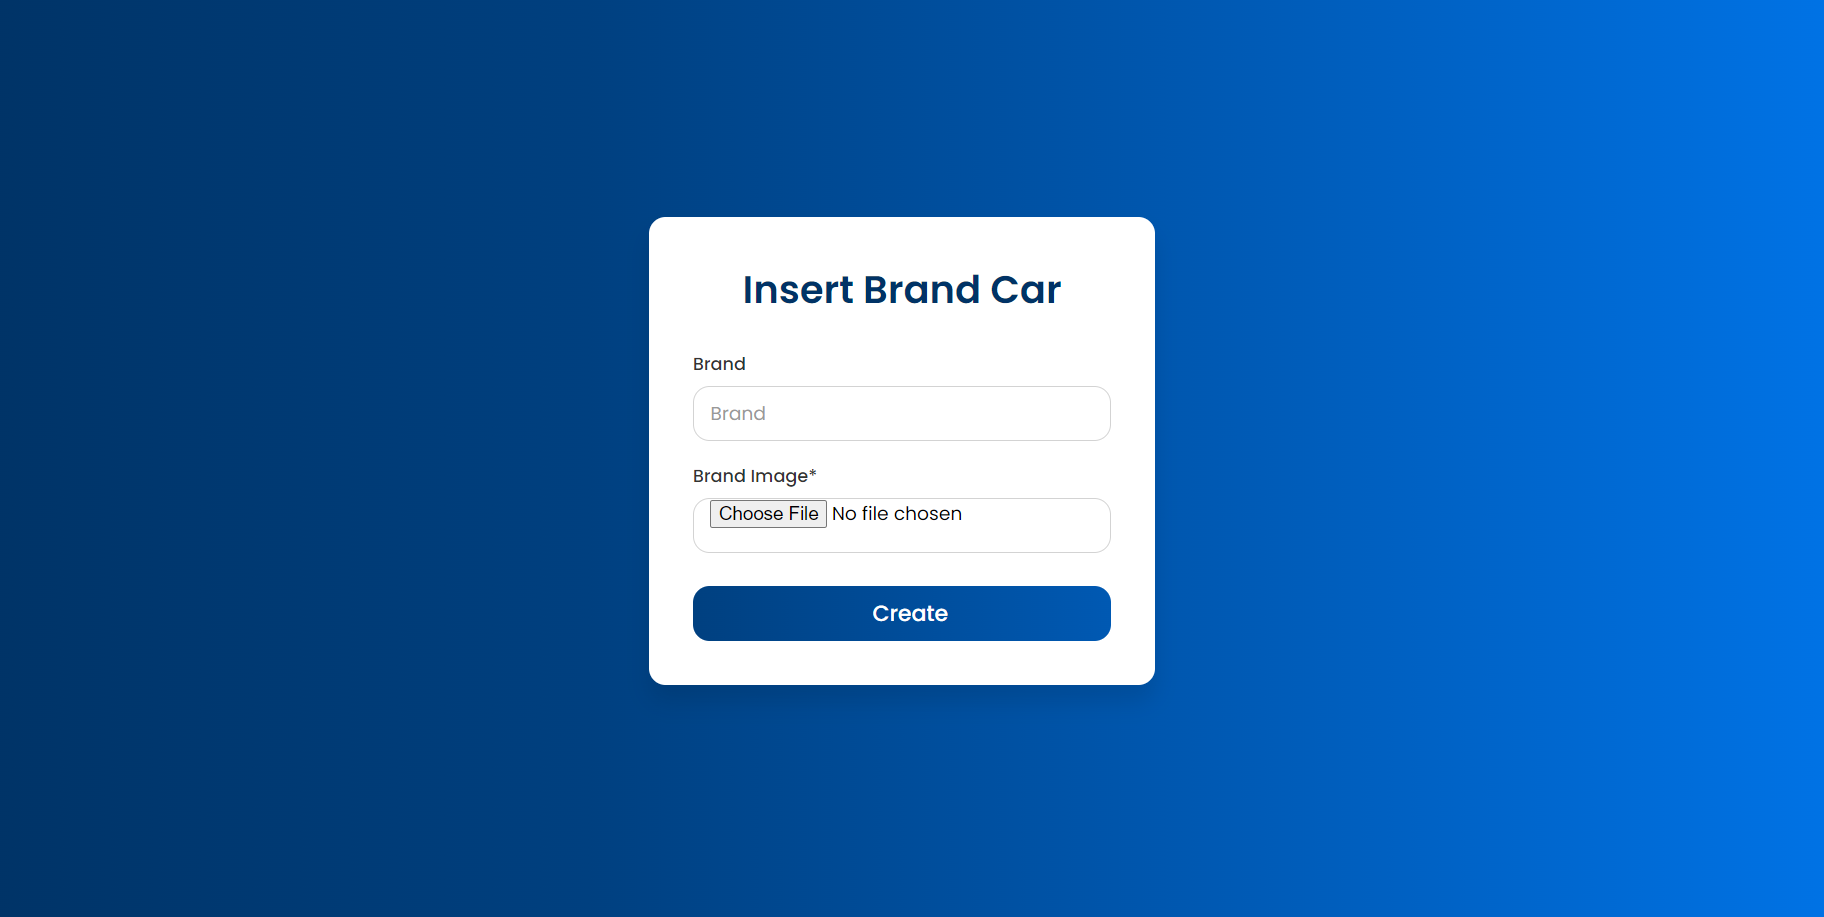 Insert Brand Car
Brand
Brand
Brand Image*
Choose File No file chosen
Create